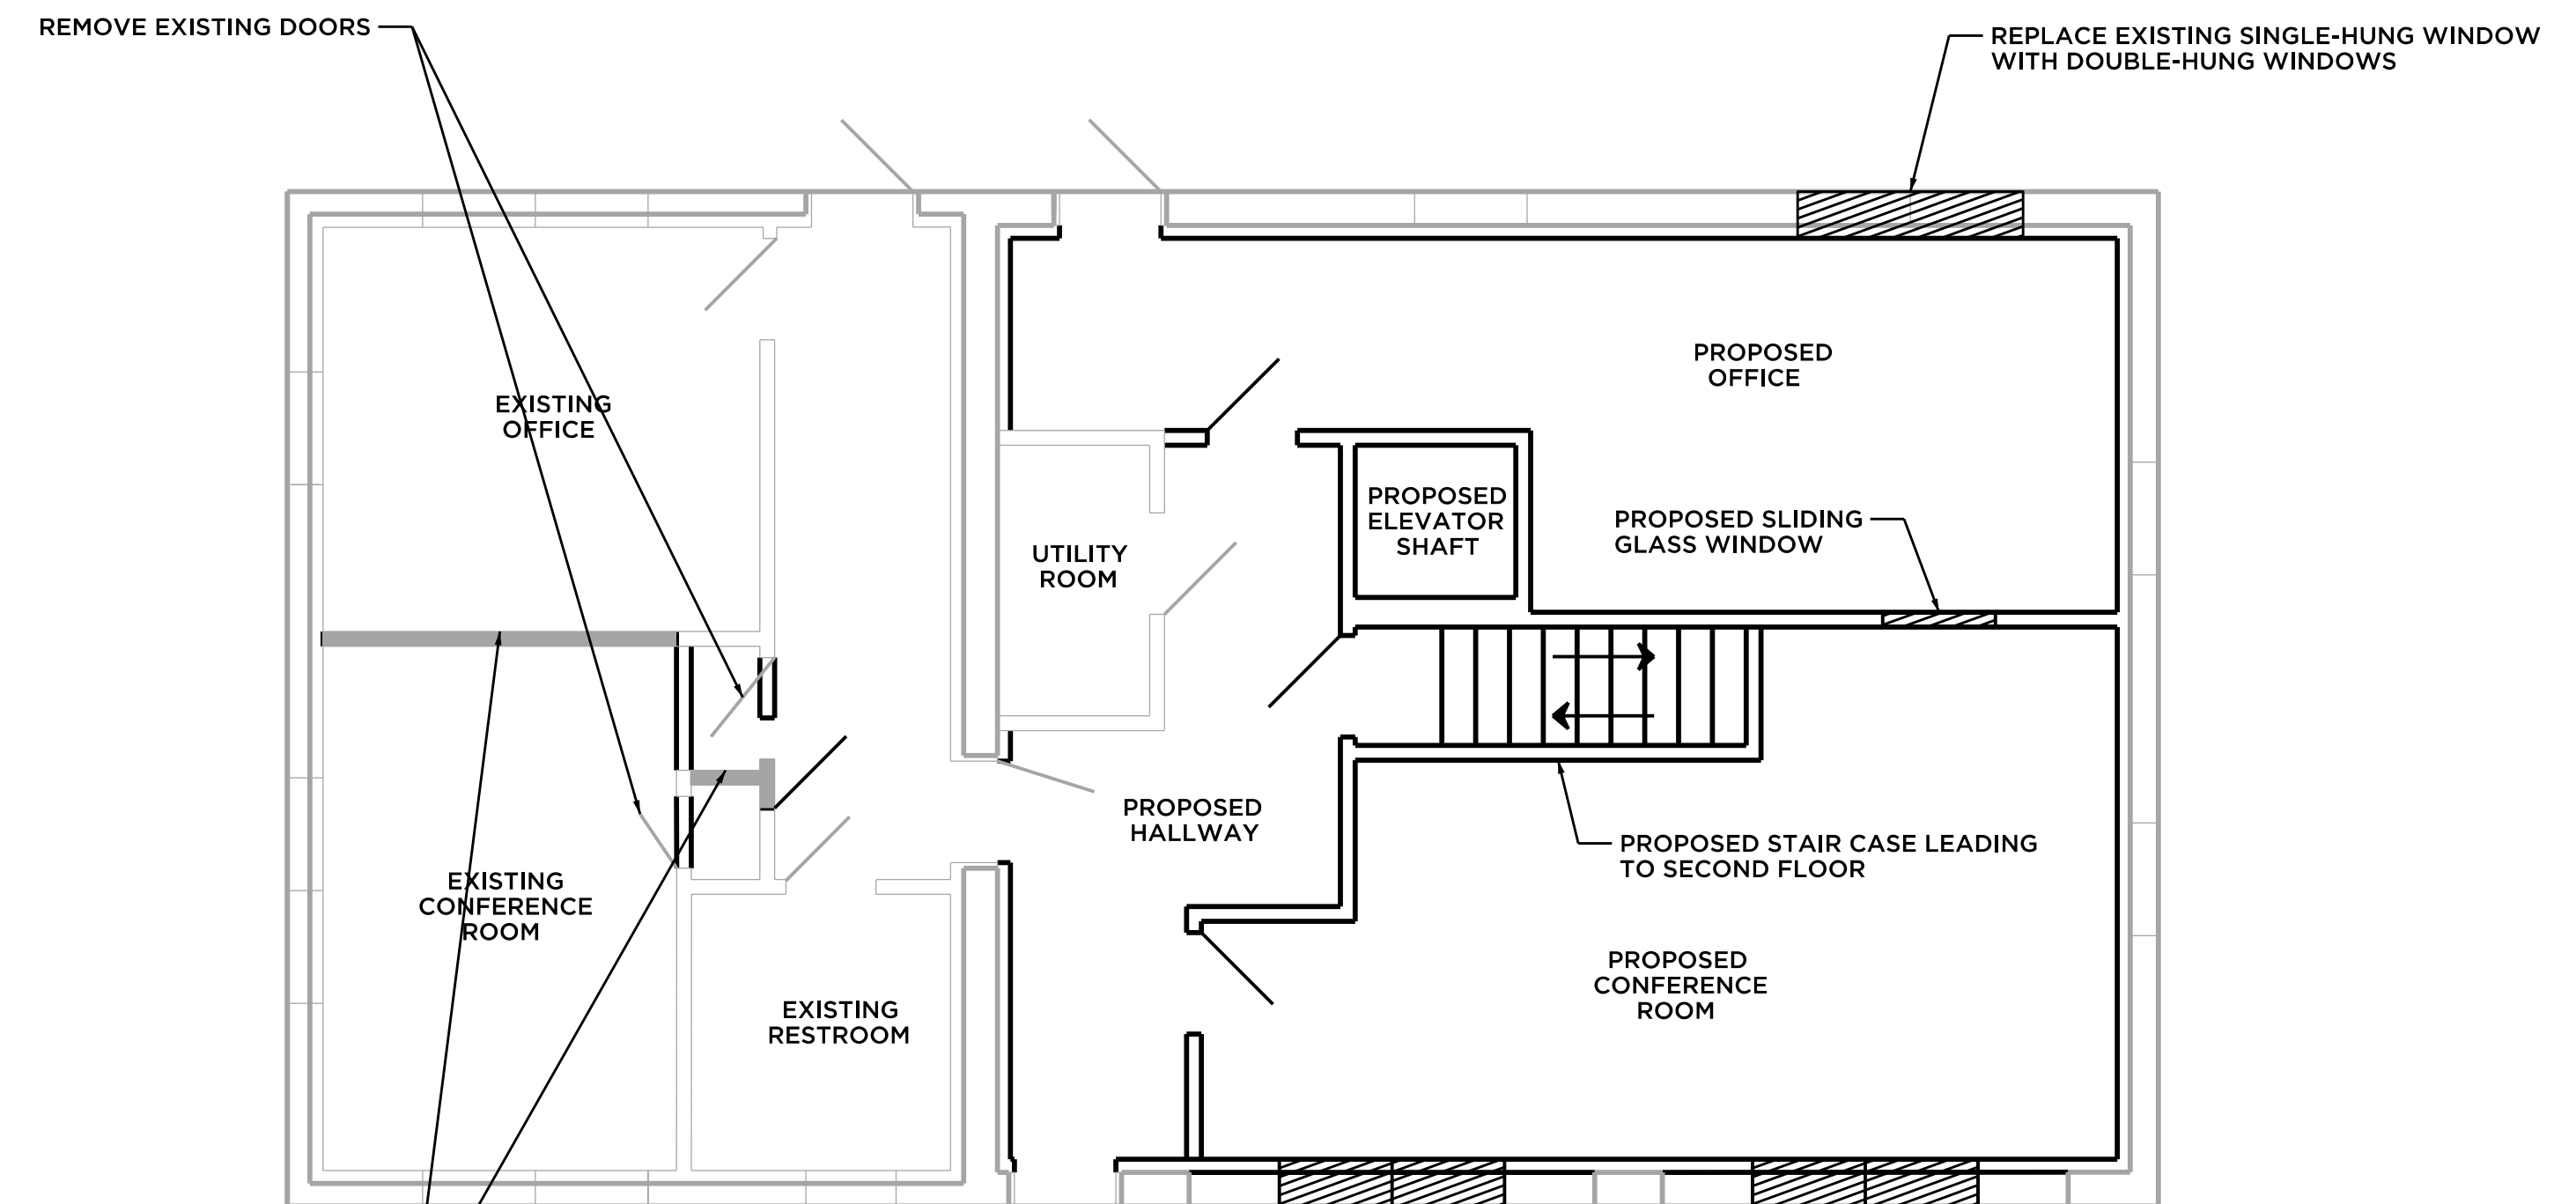 REMOVE EXISTING DOORS
REPLACE EXISTING SINGLE-HUNG WINDOW
WITH DOUBLE-HUNG WINDOWS
PROPOSED
OFFICE
EXISTING
OFFICE
PROPOSED
ELEVATOR
SHAFT
PROPOSED SLIDING
GLASS WINDOW
UTILITY
ROOM
PROPOSED
HALLWAY
PROPOSED STAIR CASE LEADING
TO SECOND FLOOR
EXISTING
CONFERENCE
ROOM
PROPOSED
CONFERENCE
ROOM
EXISTING
RESTROOM